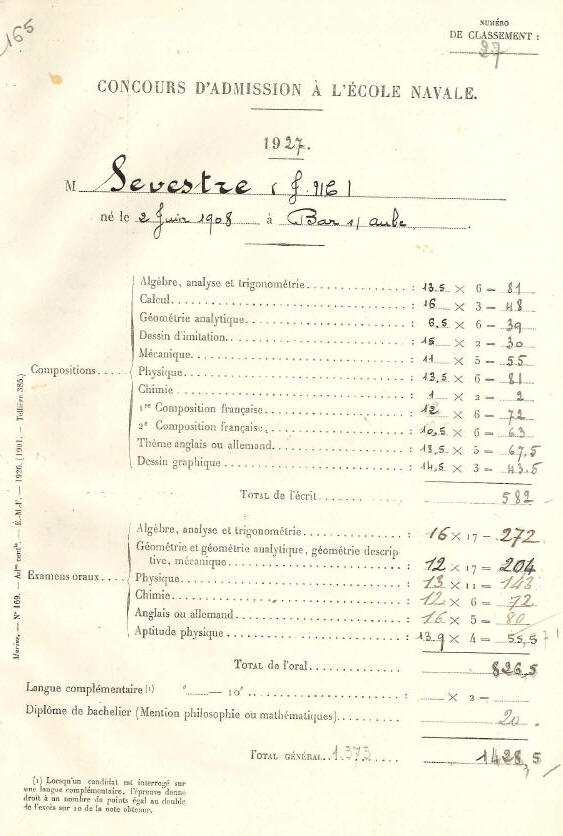 165
NUMÉRO
DE CLASSEMENT :
27
CONCOURS D'ADMISSION À L'ÉCOLE NAVALE.
1927.
M Sevestre (J. M.)
né le 2 Juin 1908 à Bar s/ aube
Compositions....
Algèbre, analyse et trigonométrie : 13.5 × 6 = 81
Calcul : 16 × 3 = 48
Géométrie analytique : 6.5 × 6 = 39
Dessin d'imitation : 15 × 2 = 30
Mécanique : 11 × 5 = 55
Physique : 13.5 × 6 = 81
Chimie : 1 × 2 = 2
1re Composition française : 12 × 6 = 72
2e Composition française : 10.5 × 6 = 63
Thème anglais ou allemand : 13.5 × 5 = 67.5
Dessin graphique : 14.5 × 3 = 43.5
TOTAL de l'écrit 582
Examens oraux....
Algèbre, analyse et trigonométrie : 16 × 17 = 272
Géométrie et géométrie analytique, géométrie descrip
tive, mécanique : 12 × 17 = 204
Physique : 13 × 11 = 143
Chimie : 12 × 6 = 72
Anglais ou allemand : 16 × 5 = 80
Aptitude physique : 13.9 × 4 = 55,5
TOTAL de l'oral 826,5
Langue complémentaire (1) " — 10 : × 2 =
Diplôme de bachelier (Mention philosophie ou mathématiques) 20
TOTAL GÉNÉRAL 1.373 1428,5
(1) Lorsqu'un candidat est interrogé sur
une langue complémentaire, l'épreuve donne
droit à un nombre de points égal au double
de l'excès sur 10 de la note obtenue.
Marine. — N° 169. — É.-M.-F. — 1926.